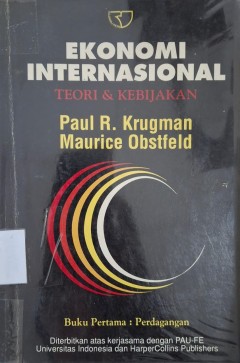 EKONOMI
INTERNASIONAL
TEORI & KEBIJAKAN
Paul R. Krugman
Maurice Obstfeld
Buku Pertama : Perdagangan
Diterbitkan atas kerjasama dengan PAU-FE
Universitas Indonesia dan HarperCollins Publishers